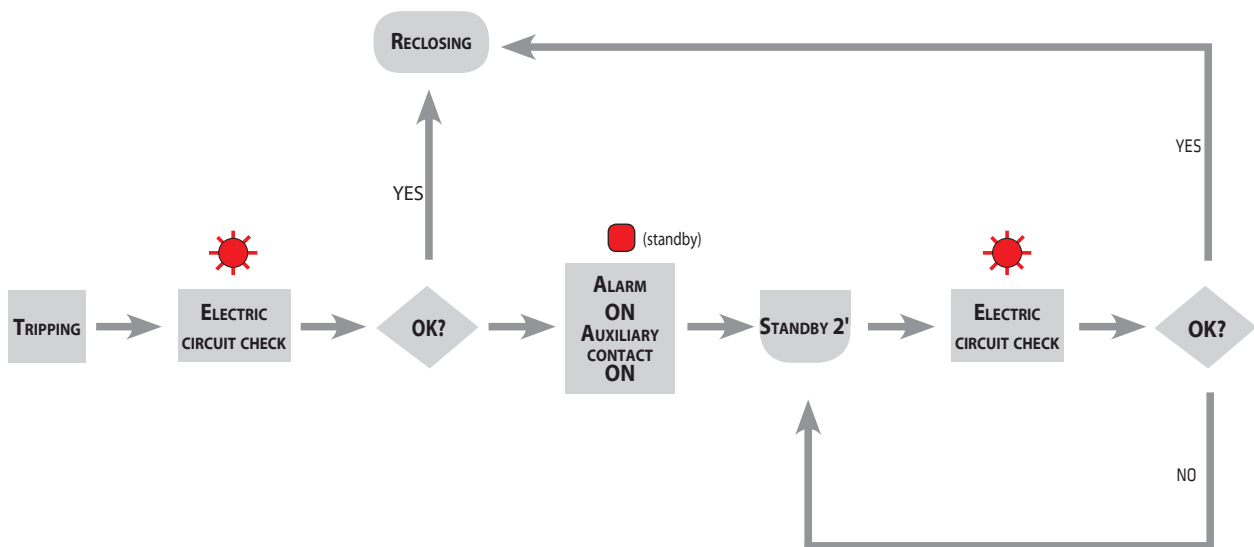 RECLOSING
YES
YES
(standby)
TRIPPING
ELECTRIC
CIRCUIT CHECK
OK?
ALARM
ON
AUXILIARY
CONTACT
ON
STANDBY 2'
ELECTRIC
CIRCUIT CHECK
OK?
NO